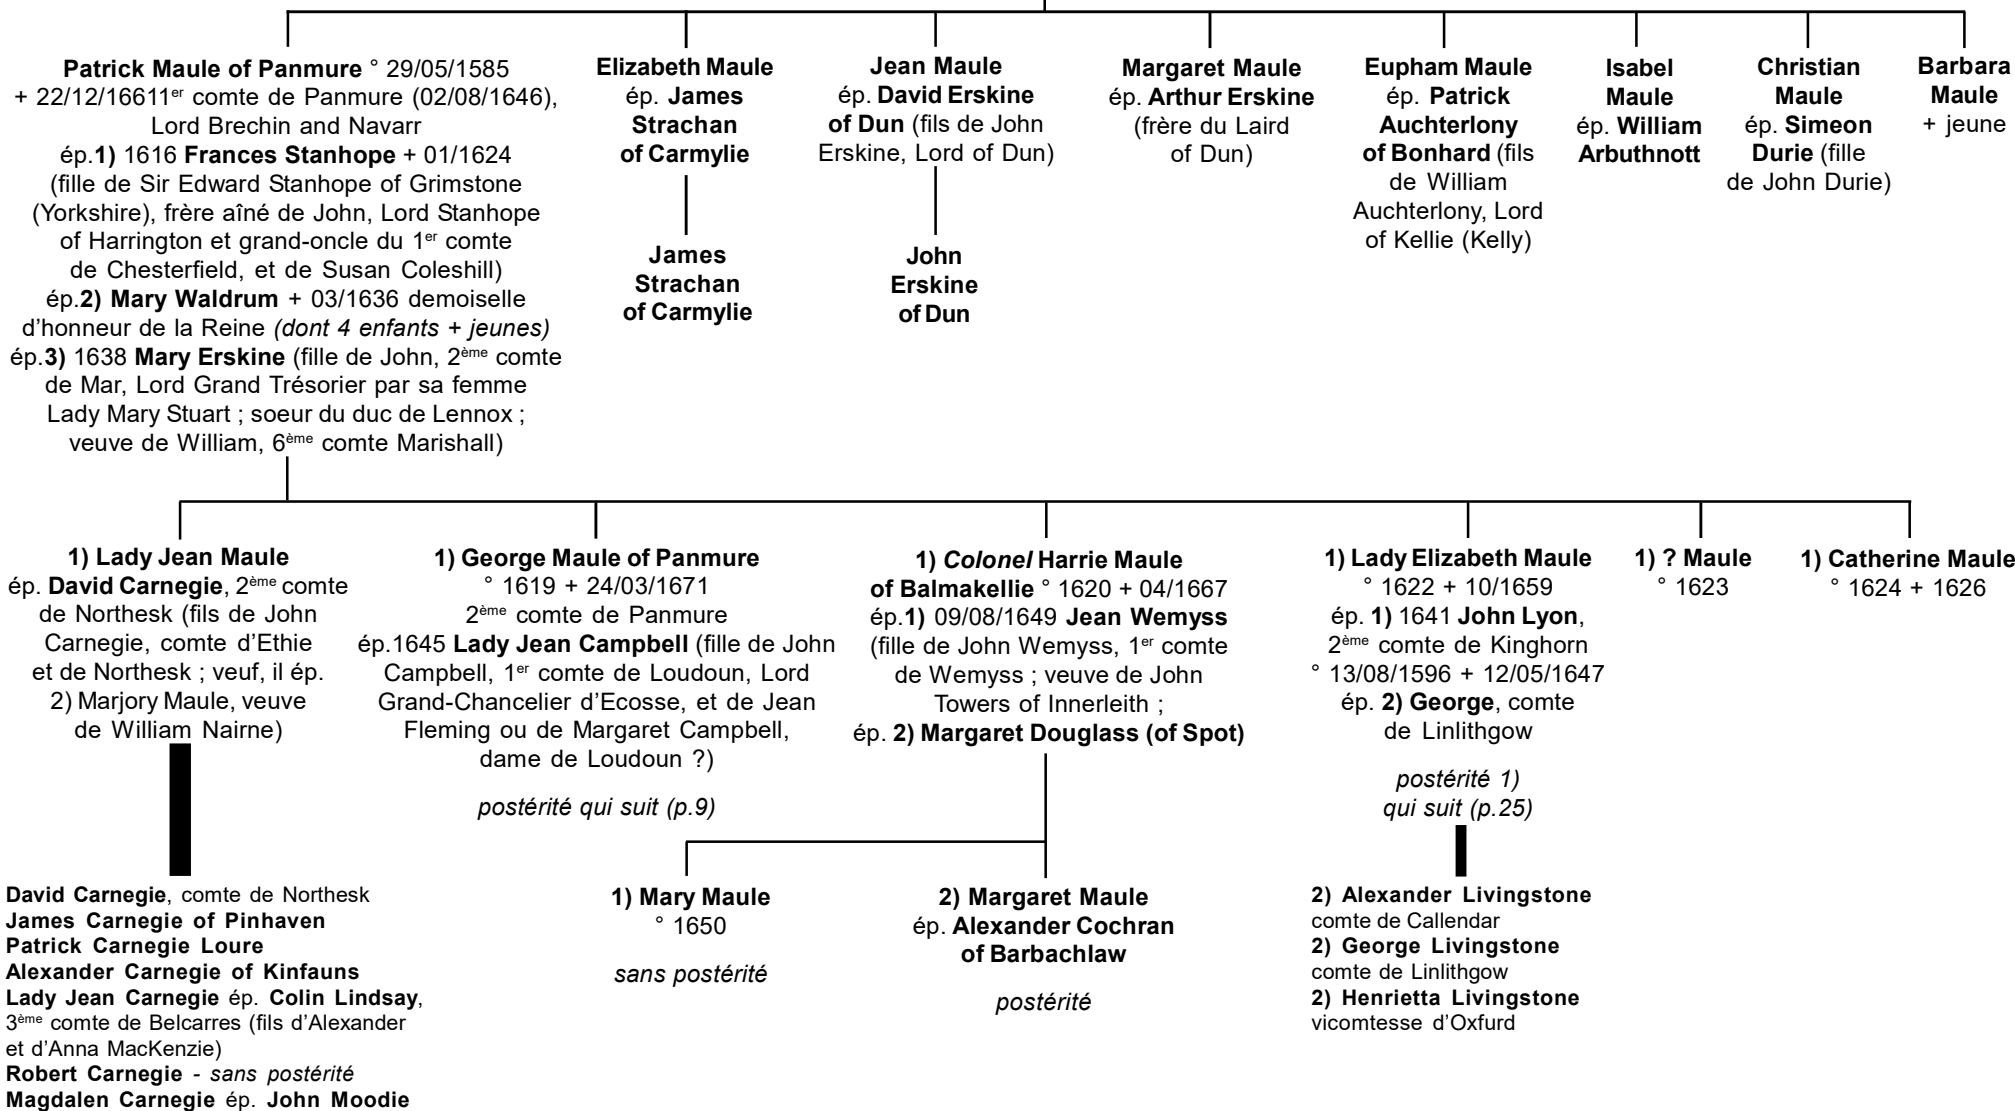 Patrick Maule of Panmure ° 29/05/1585
+ 22/12/16611er comte de Panmure (02/08/1646),
Lord Brechin and Navarr
ép.1) 1616 Frances Stanhope + 01/1624
(fille de Sir Edward Stanhope of Grimstone
(Yorkshire), frère aîné de John, Lord Stanhope
of Harrington et grand-oncle du 1er comte
de Chesterfield, et de Susan Coleshill)
ép.2) Mary Waldrum + 03/1636 demoiselle
d'honneur de la Reine (dont 4 enfants + jeunes)
ép.3) 1638 Mary Erskine (fille de John, 2ème comte
de Mar, Lord Grand Trésorier par sa femme
Lady Mary Stuart ; soeur du duc de Lennox ;
veuve de William, 6ème comte Marishall)
Elizabeth Maule
ép. James
Strachan
of Carmylie
James
Strachan
of Carmylie
Jean Maule
ép. David Erskine
of Dun (fils de John
Erskine, Lord of Dun)
John
Erskine
of Dun
Margaret Maule
ép. Arthur Erskine
(frère du Laird
of Dun)
Eupham Maule
ép. Patrick
Auchterlony
of Bonhard (fils
de William
Auchterlony, Lord
of Kellie (Kelly)
Isabel
Maule
ép. William
Arbuthnott
Christian
Maule
ép. Simeon
Durie (fille
de John Durie)
Barbara
Maule
+ jeune
1) Lady Jean Maule
ép. David Carnegie, 2ème comte
de Northesk (fils de John
Carnegie, comte d'Ethie
et de Northesk ; veuf, il ép.
2) Marjory Maule, veuve
de William Nairne)
1) George Maule of Panmure
° 1619 + 24/03/1671
2ème comte de Panmure
ép.1645 Lady Jean Campbell (fille de John
Campbell, 1er comte de Loudoun, Lord
Grand-Chancelier d'Ecosse, et de Jean
Fleming ou de Margaret Campbell,
dame de Loudoun ?)
postérité qui suit (p.9)
1) Colonel Harrie Maule
of Balmakellie ° 1620 + 04/1667
ép.1) 09/08/1649 Jean Wemyss
(fille de John Wemyss, 1er comte
de Wemyss ; veuve de John
Towers of Innerleith ;
ép. 2) Margaret Douglass (of Spot)
1) Lady Elizabeth Maule
° 1622 + 10/1659
ép. 1) 1641 John Lyon,
2ème comte de Kinghorn
° 13/08/1596 + 12/05/1647
ép. 2) George, comte
de Linlithgow
postérité 1)
qui suit (p.25)
1) ? Maule
° 1623
1) Catherine Maule
° 1624 + 1626
David Carnegie, comte de Northesk
James Carnegie of Pinhaven
Patrick Carnegie Loure
Alexander Carnegie of Kinfauns
Lady Jean Carnegie ép. Colin Lindsay,
3ème comte de Belcarres (fils d'Alexander
et d'Anna MacKenzie)
Robert Carnegie - sans postérité
Magdalen Carnegie ép. John Moodie
1) Mary Maule
° 1650
sans postérité
2) Margaret Maule
ép. Alexander Cochran
of Barbachlaw
postérité
2) Alexander Livingstone
comte de Callendar
2) George Livingstone
comte de Linlithgow
2) Henrietta Livingstone
vicomtesse d'Oxfurd